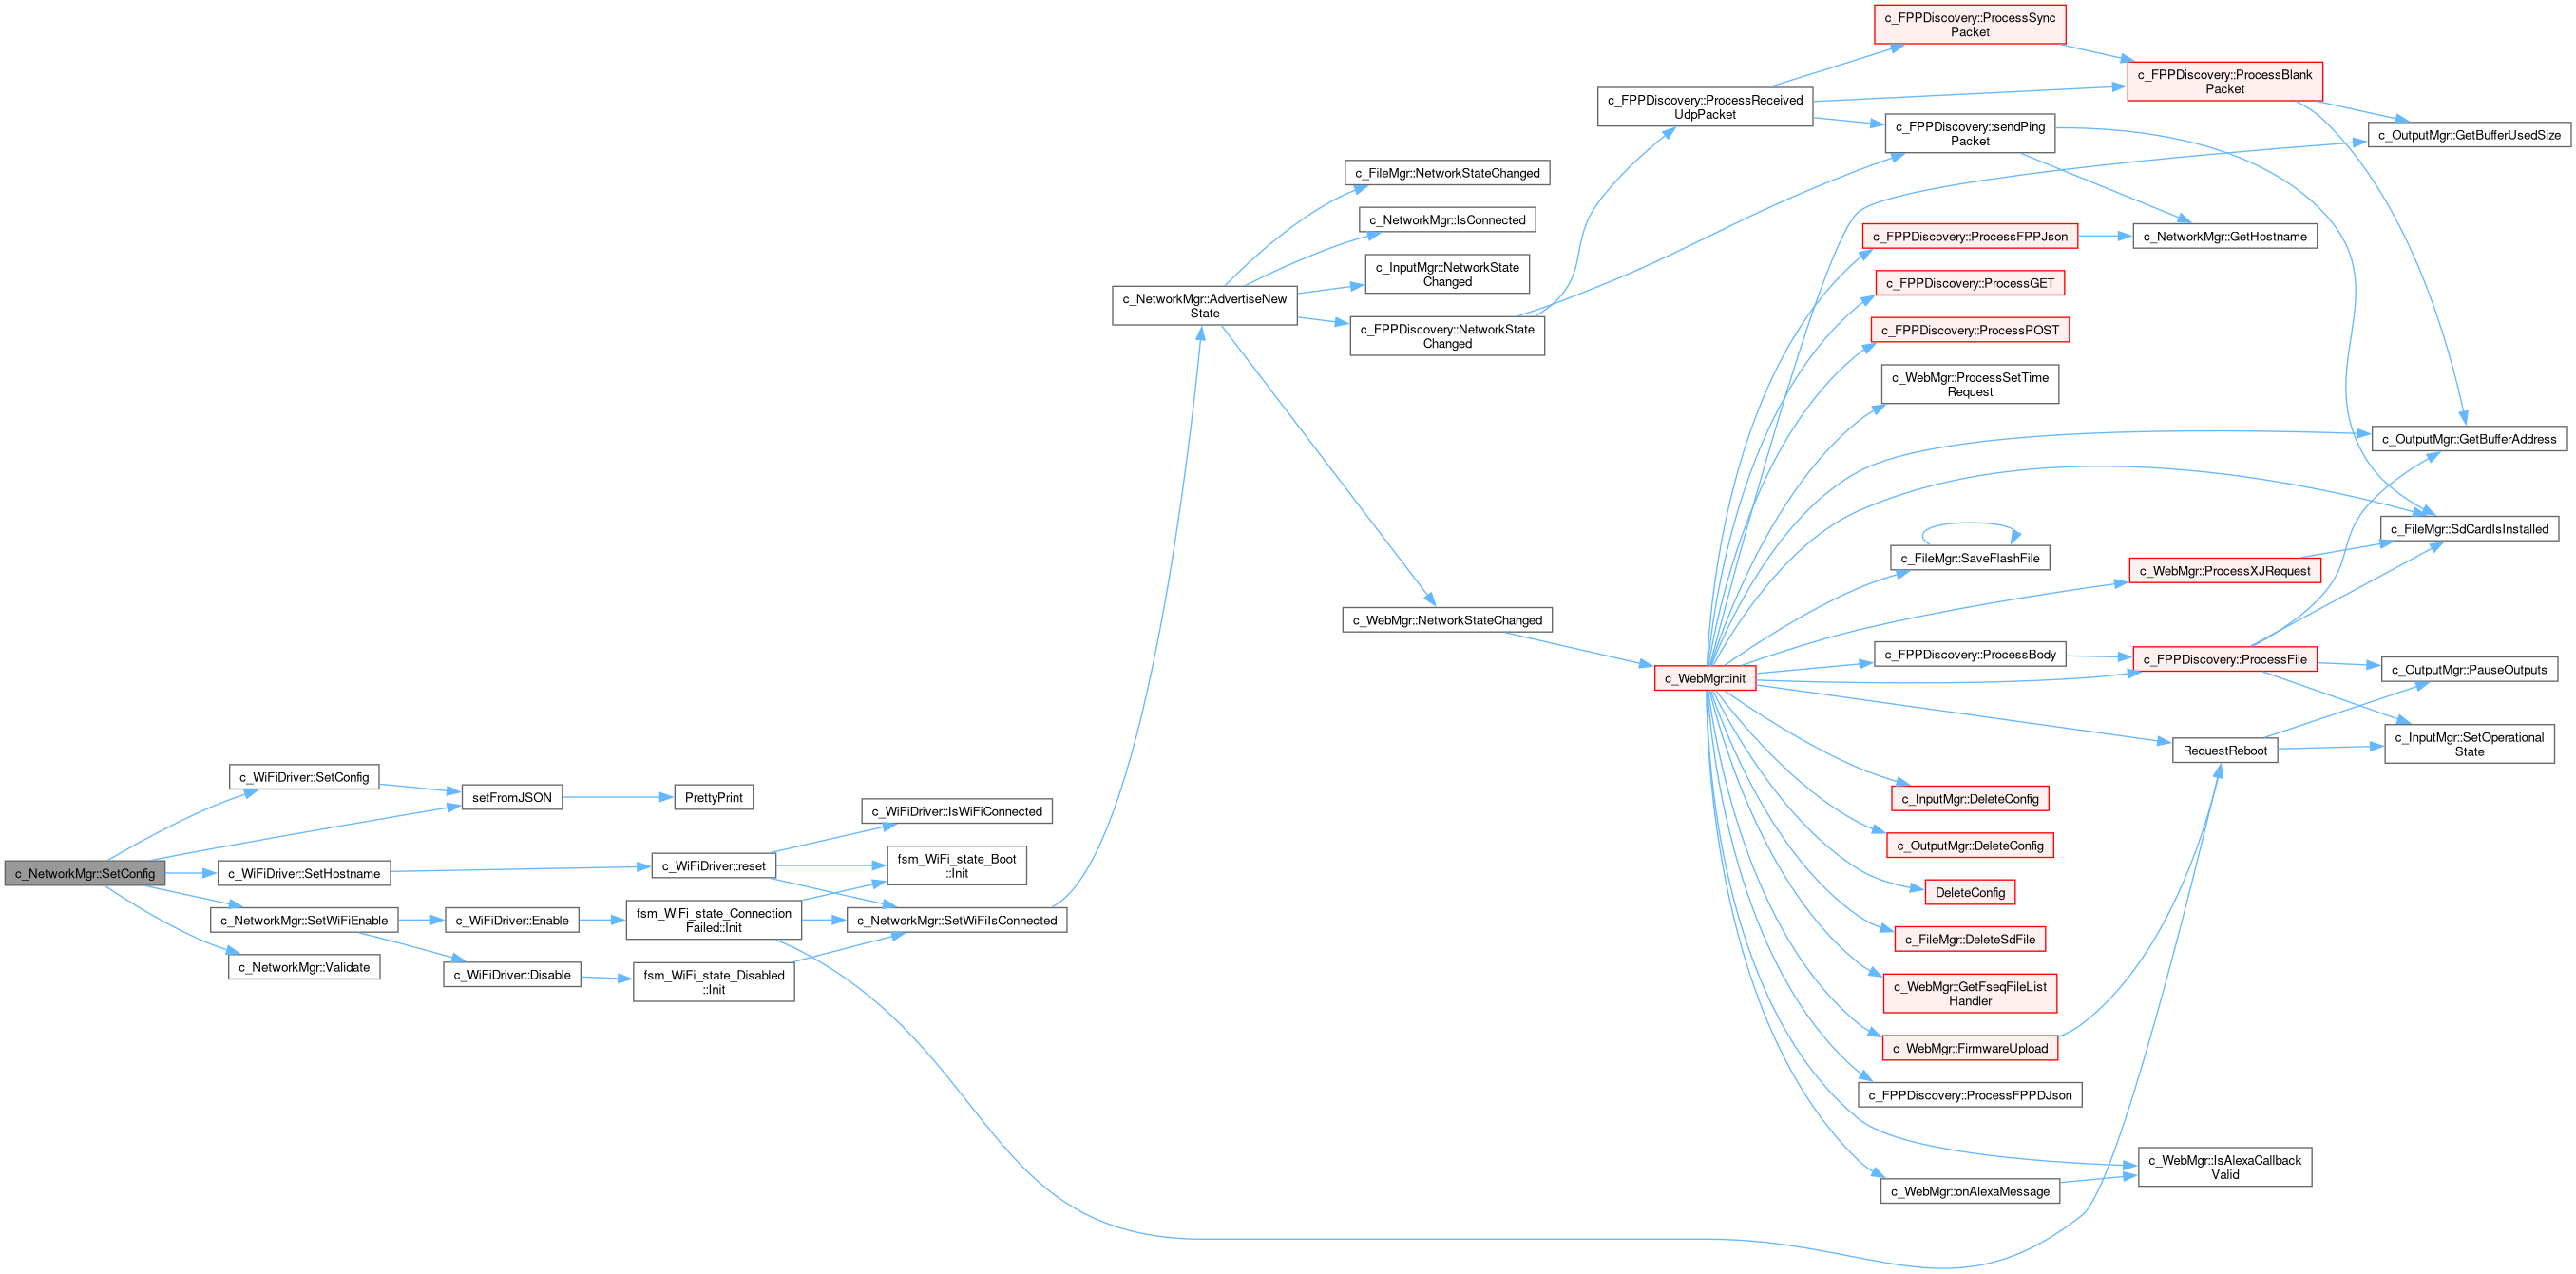 c_FPPDiscovery::ProcessSync
Packet
c_FPPDiscovery::ProcessBlank
Packet
c_FPPDiscovery::ProcessReceived
UdpPacket
c_FPPDiscovery::sendPing
Packet
c_OutputMgr::GetBufferUsedSize
c_FileMgr::NetworkStateChanged
c_NetworkMgr::IsConnected
c_FPPDiscovery::ProcessFPPJson
c_NetworkMgr::GetHostname
c_InputMgr::NetworkState
Changed
c_FPPDiscovery::ProcessGET
c_NetworkMgr::AdvertiseNew
State
c_FPPDiscovery::NetworkState
Changed
c_FPPDiscovery::ProcessPOST
c_WebMgr::ProcessSetTime
Request
c_OutputMgr::GetBufferAddress
c_FileMgr::SdCardIsInstalled
c_FileMgr::SaveFlashFile
c_WebMgr::ProcessXJRequest
c_WebMgr::NetworkStateChanged
c_FPPDiscovery::ProcessBody
c_FPPDiscovery::ProcessFile
c_OutputMgr::PauseOutputs
c_WebMgr::init
RequestReboot
c_InputMgr::SetOperational
State
c_WiFiDriver::SetConfig
setFromJSON
PrettyPrint
c_InputMgr::DeleteConfig
c_WiFiDriver::IsWiFiConnected
c_OutputMgr::DeleteConfig
c_NetworkMgr::SetConfig
c_WiFiDriver::SetHostname
c_WiFiDriver::reset
fsm_WiFi_state_Boot
::Init
DeleteConfig
c_NetworkMgr::SetWiFiEnable
c_WiFiDriver::Enable
fsm_WiFi_state_Connection
Failed::Init
c_NetworkMgr::SetWiFiIsConnected
c_FileMgr::DeleteSdFile
c_NetworkMgr::Validate
c_WiFiDriver::Disable
fsm_WiFi_state_Disabled
::Init
c_WebMgr::GetFseqFileList
Handler
c_WebMgr::FirmwareUpload
c_FPPDiscovery::ProcessFPPDJson
c_WebMgr::IsAlexaCallback
Valid
c_WebMgr::onAlexaMessage